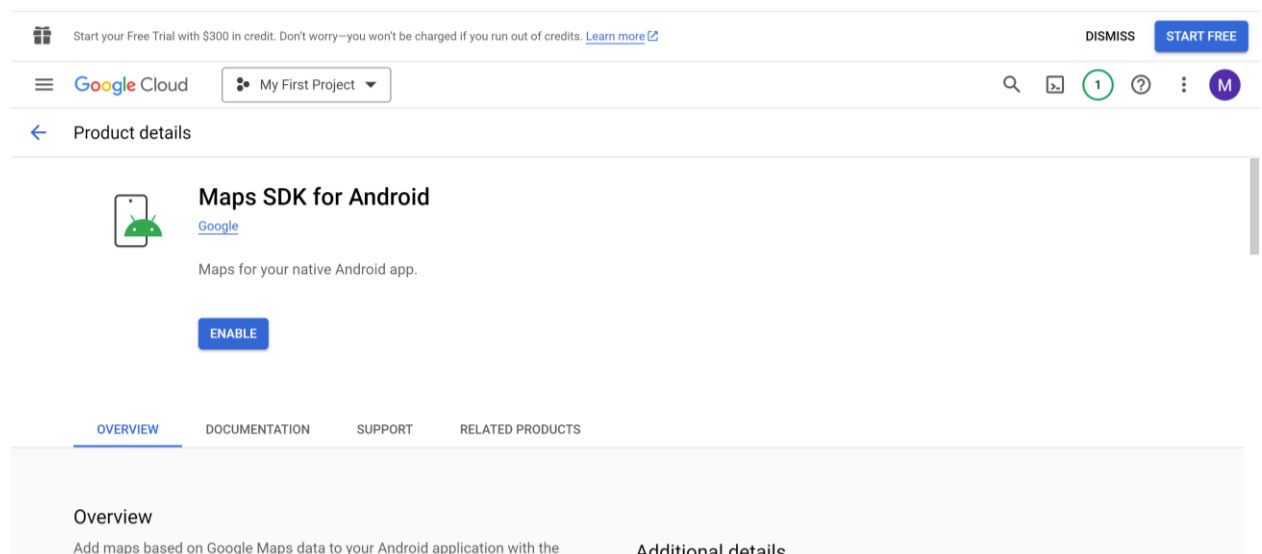 Start your Free Trial with $300 in credit. Don't worry—you won't be charged if you run out of credits. Learn more
DISMISS
START FREE
Google Cloud
My First Project
1
M
Product details
Maps SDK for Android
Google
Maps for your native Android app.
ENABLE
OVERVIEW
DOCUMENTATION
SUPPORT
RELATED PRODUCTS
Overview
Add maps based on Google Maps data to your Android application with the
Additional details